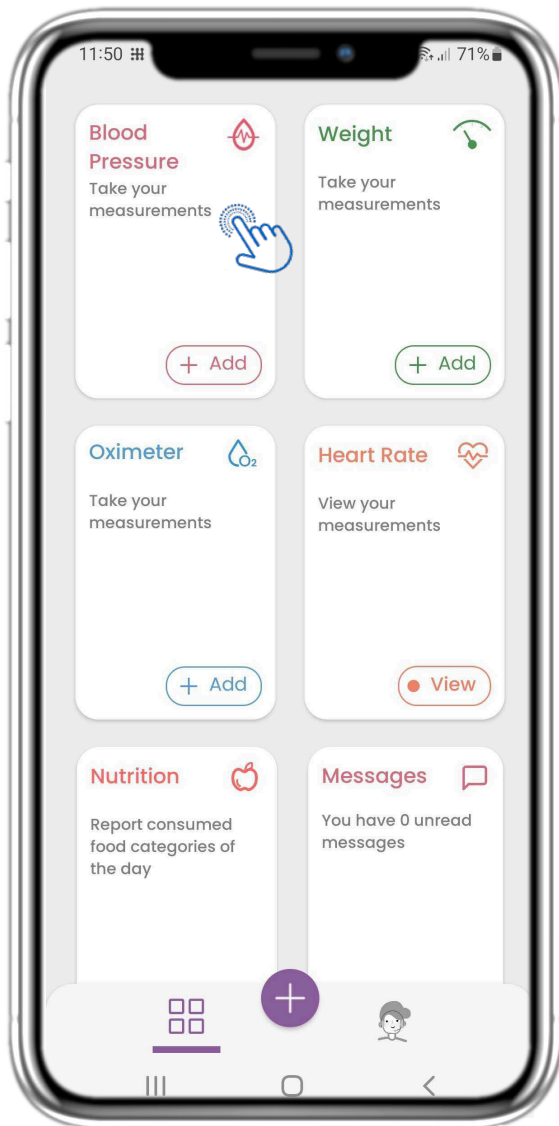 11:50 71%
Blood
Pressure
Take your
measurements
+ Add
Weight
Take your
measurements
+ Add
Oximeter
O2
Take your
measurements
+ Add
Heart Rate
View your
measurements
View
Nutrition
Report consumed
food categories of
the day
Messages
You have 0 unread
messages